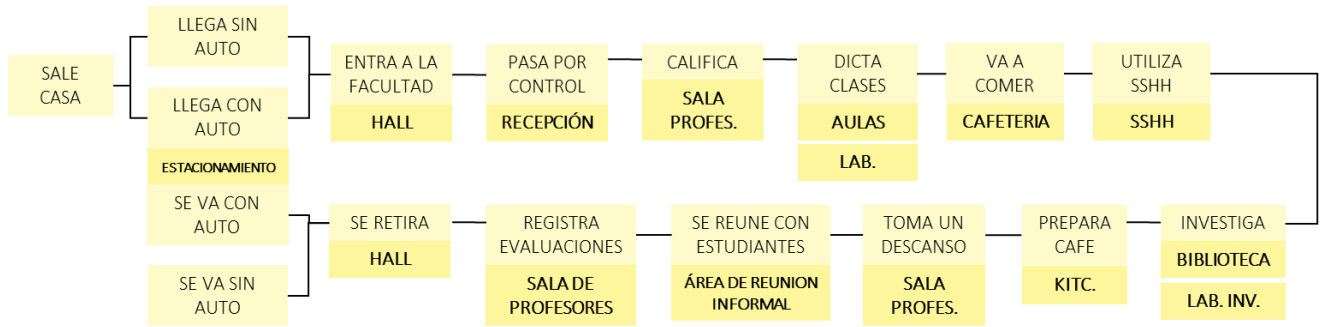 SALE
CASA
LLEGA SIN
AUTO
LLEGA CON
AUTO
ESTACIONAMIENTO
SE VA CON
AUTO
SE VA SIN
AUTO
ENTRA A LA
FACULTAD
HALL
PASA POR
CONTROL
RECEPCIÓN
CALIFICA
SALA
PROFES.
DICTA
CLASES
AULAS
LAB.
VA A
COMER
CAFETERIA
UTILIZA
SSHH
SSHH
SE RETIRA
HALL
REGISTRA
EVALUACIONES
SALA DE
PROFESORES
SE REUNE CON
ESTUDIANTES
ÁREA DE REUNION
INFORMAL
TOMA UN
DESCANSO
SALA
PROFES.
PREPARA
CAFE
KITC.
INVESTIGA
BIBLIOTECA
LAB. INV.